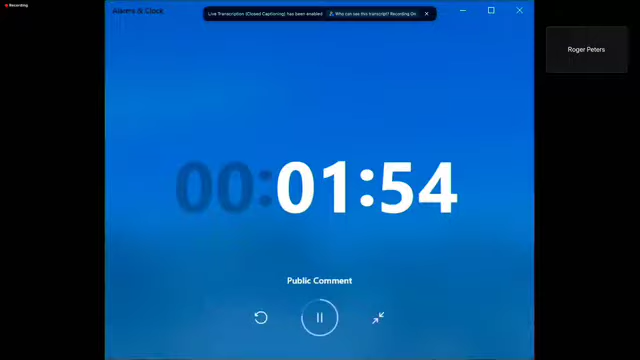 Recording
Alarms & Clock
Live Transcription (Closed Captioning) has been enabled
Who can see this transcript? Recording On
Roger Peters
00:01:54
Public Comment